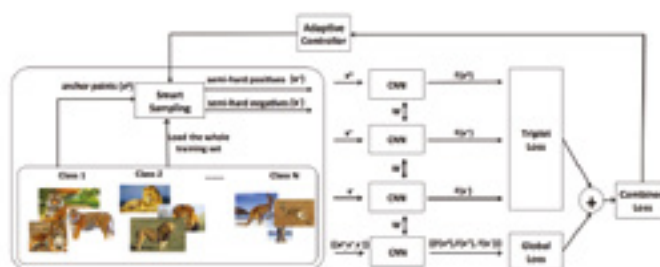 Adaptive
Controller
anchor points (xᵃ)
Smart
Sampling
semi-hard positives (x⁺)
semi-hard negatives (x⁻)
Load the whole
training set
Class 1
Class 2
......
Class N
CNN
W
CNN
W
CNN
W
CNN
Triplet
Loss
Global
Loss
+
Combined
Loss